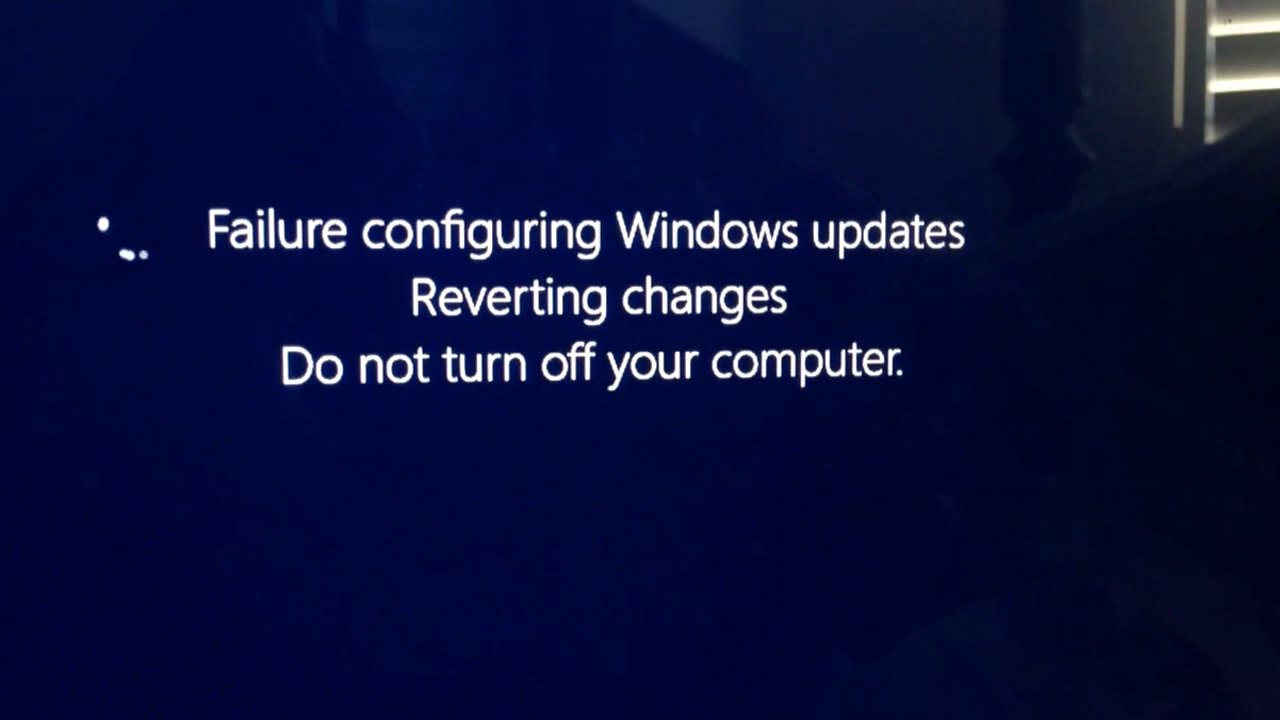 Failure configuring Windows updates
Reverting changes
Do not turn off your computer.